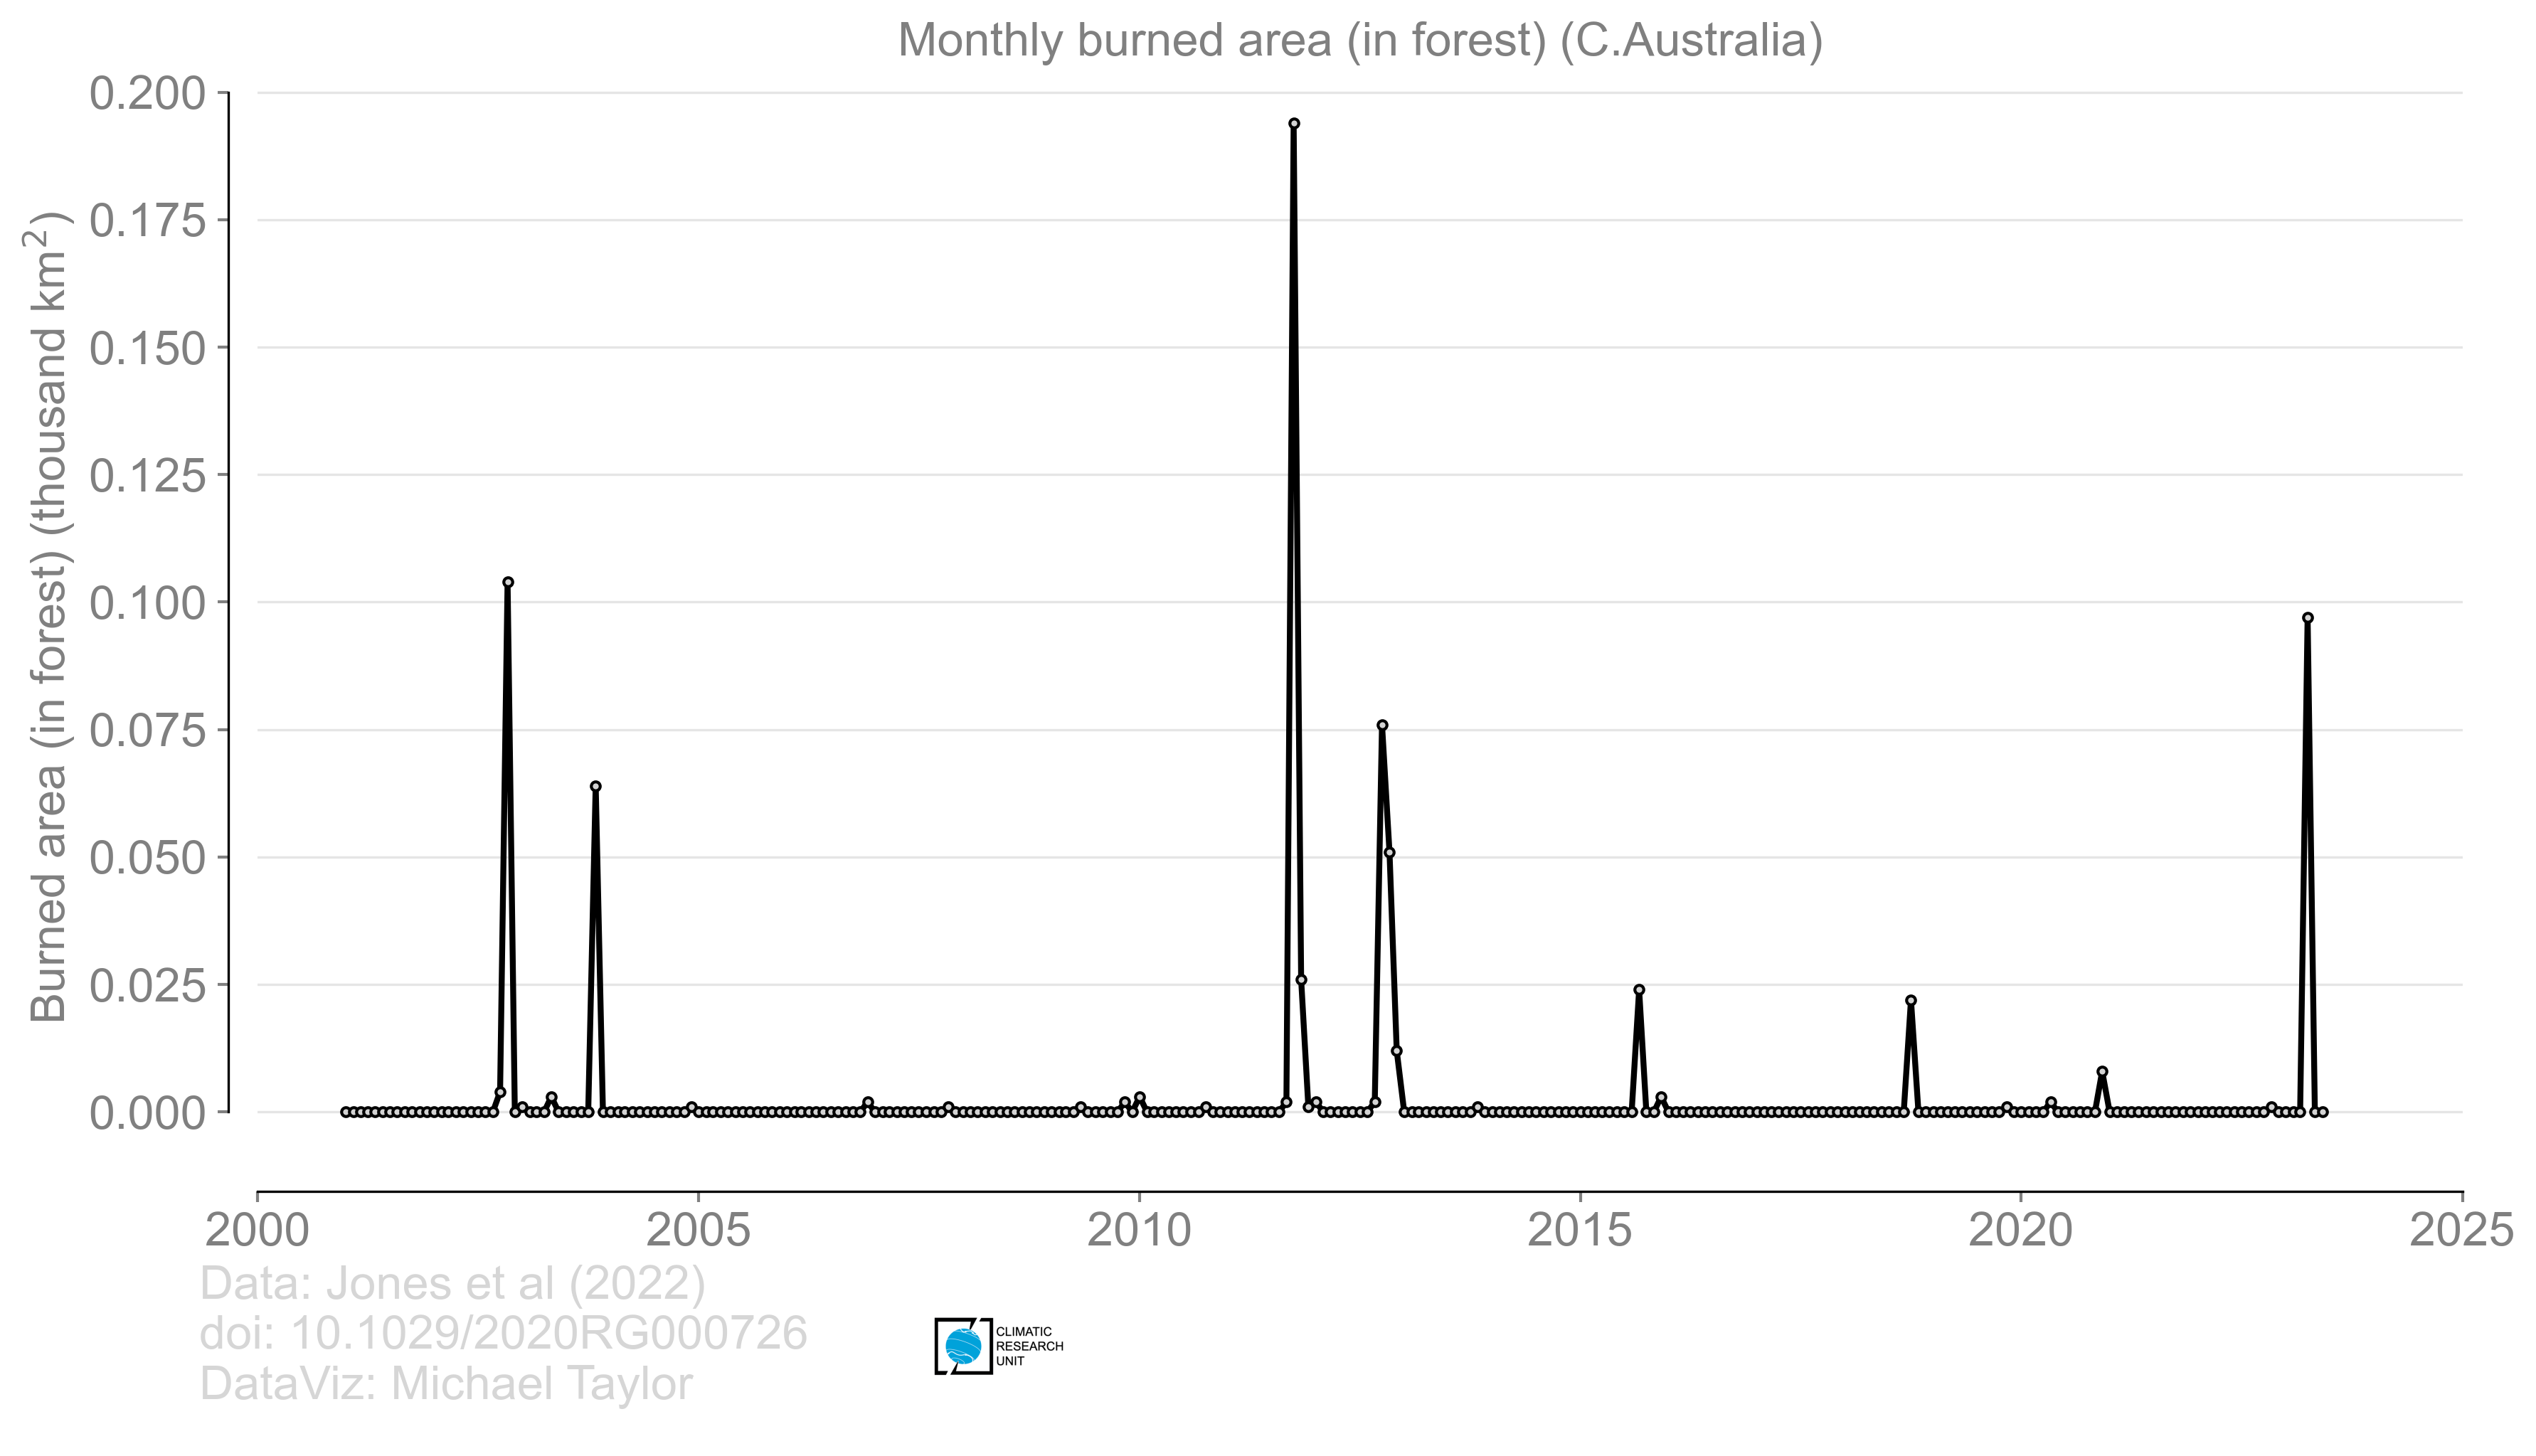 Monthly burned area (in forest) (C.Australia)
Burned area (in forest) (thousand km²)
0.200
0.175
0.150
0.125
0.100
0.075
0.050
0.025
0.000
2000 2005 2010 2015 2020 2025
Data: Jones et al (2022)
doi: 10.1029/2020RG000726
DataViz: Michael Taylor
CLIMATIC
RESEARCH
UNIT